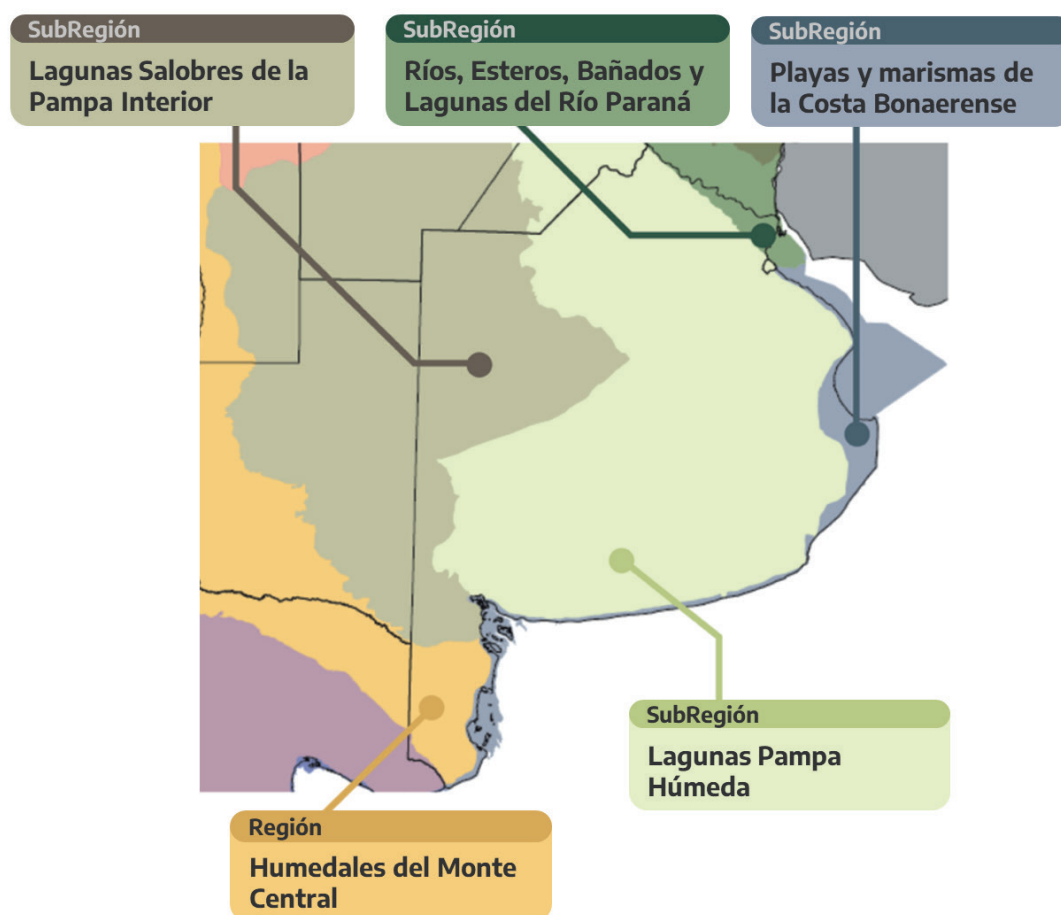 SubRegión
Lagunas Salobres de la
Pampa Interior
SubRegión
Ríos, Esteros, Bañados y
Lagunas del Río Paraná
SubRegión
Playas y marismas de
la Costa Bonaerense
SubRegión
Lagunas Pampa
Húmeda
Región
Humedales del Monte
Central